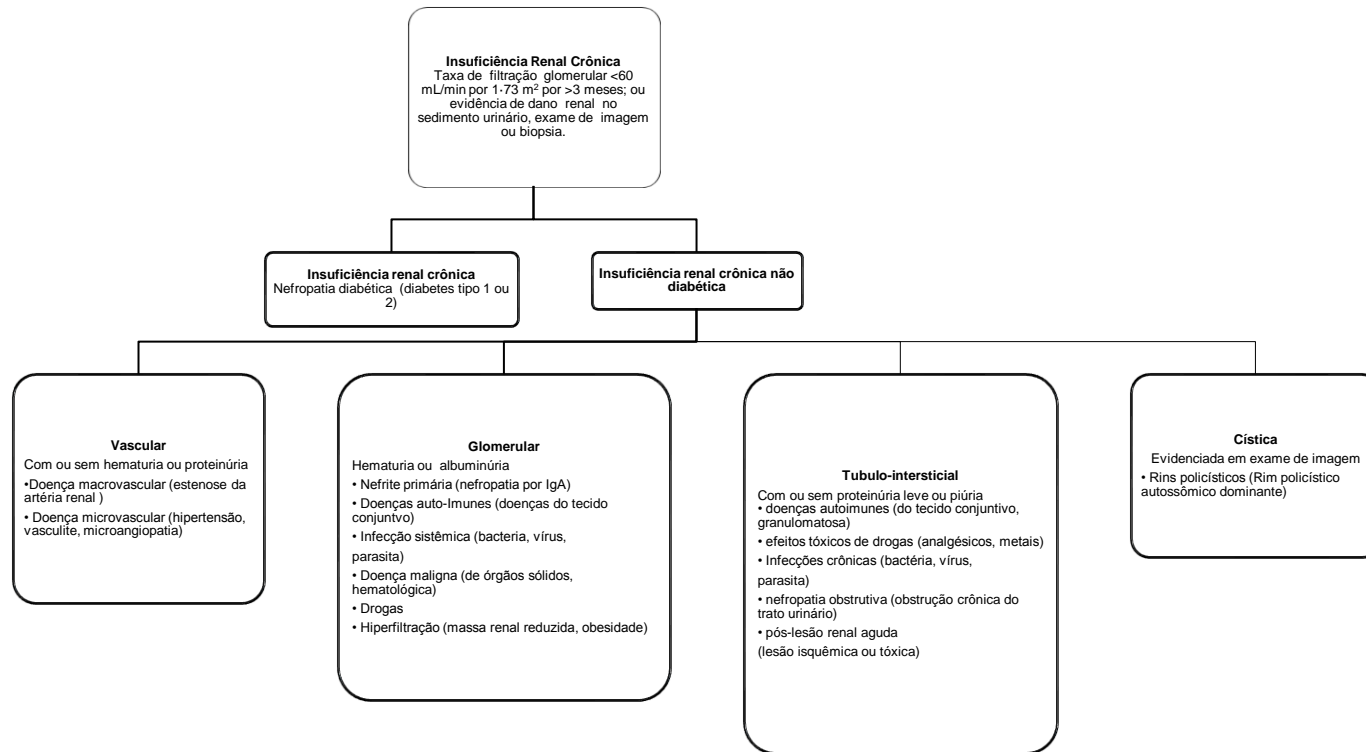 Insuficiência Renal Crônica
Taxa de filtração glomerular <60
mL/min por 1·73 m² por >3 meses; ou
evidência de dano renal no
sedimento urinário, exame de imagem
ou biopsia.
Insuficiência renal crônica
Nefropatia diabética (diabetes tipo 1 ou
2)
Insuficiência renal crônica não
diabética
Vascular
Com ou sem hematuria ou proteinúria
•Doença macrovascular (estenose da
artéria renal )
• Doença microvascular (hipertensão,
vasculite, microangiopatia)
Glomerular
Hematuria ou albuminúria
• Nefrite primária (nefropatia por IgA)
• Doenças auto-Imunes (doenças do tecido
conjuntvo)
• Infecção sistêmica (bacteria, vírus,
parasita)
• Doença maligna (de órgãos sólidos,
hematológica)
• Drogas
• Hiperfiltração (massa renal reduzida, obesidade)
Tubulo-intersticial
Com ou sem proteinúria leve ou piúria
• doenças autoimunes (do tecido conjuntivo,
granulomatosa)
• efeitos tóxicos de drogas (analgésicos, metais)
• Infecções crônicas (bactéria, vírus,
parasita)
• nefropatia obstrutiva (obstrução crônica do
trato urinário)
• pós-lesão renal aguda
(lesão isquêmica ou tóxica)
Cística
Evidenciada em exame de imagem
• Rins policísticos (Rim policístico
autossômico dominante)